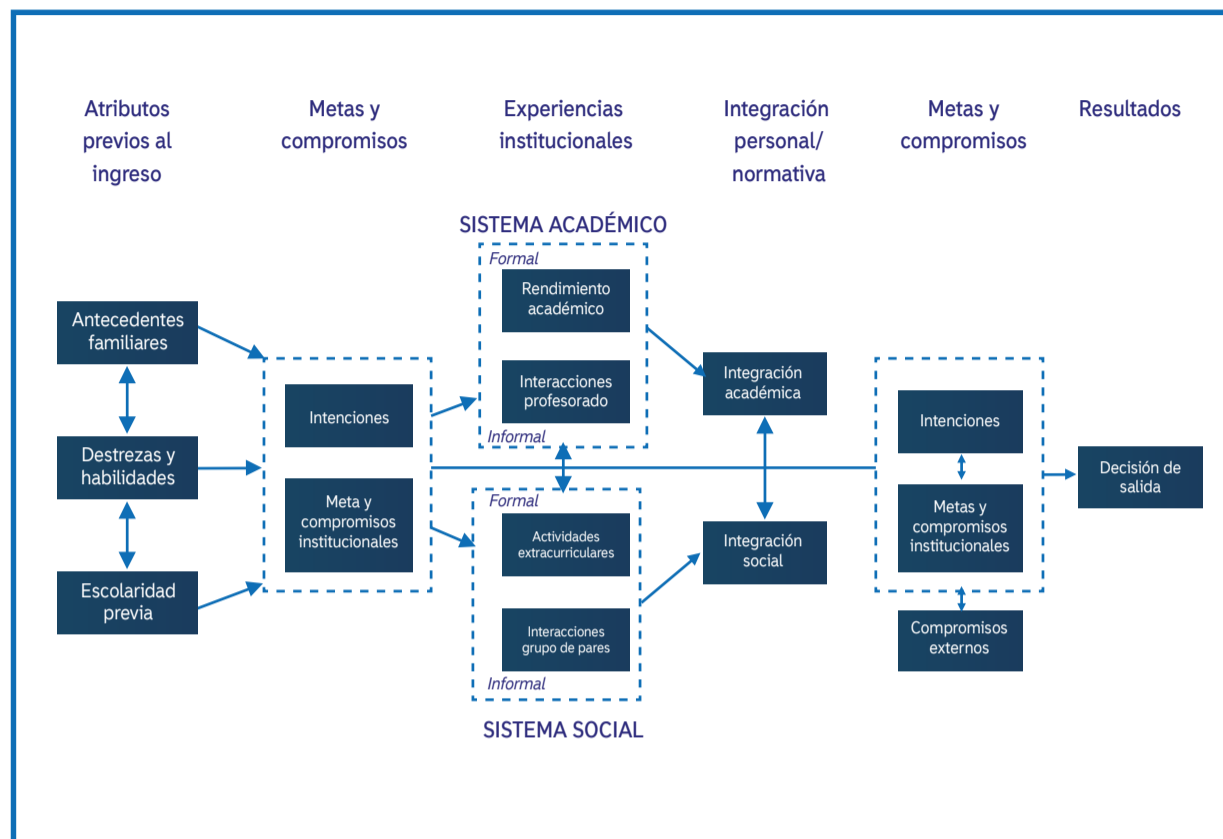 Atributos
previos al
ingreso
Metas y
compromisos
Experiencias
institucionales
Integración
personal/
normativa
Metas y
compromisos
Resultados
SISTEMA ACADÉMICO
Formal
Rendimiento
académico
Interacciones
profesorado
Informal
Antecedentes
familiares
Destrezas y
habilidades
Escolaridad
previa
Intenciones
Meta y
compromisos
institucionales
Formal
Actividades
extracurriculares
Interacciones
grupo de pares
Informal
SISTEMA SOCIAL
Integración
académica
Integración
social
Intenciones
Metas y
compromisos
institucionales
Compromisos
externos
Decisión de
salida